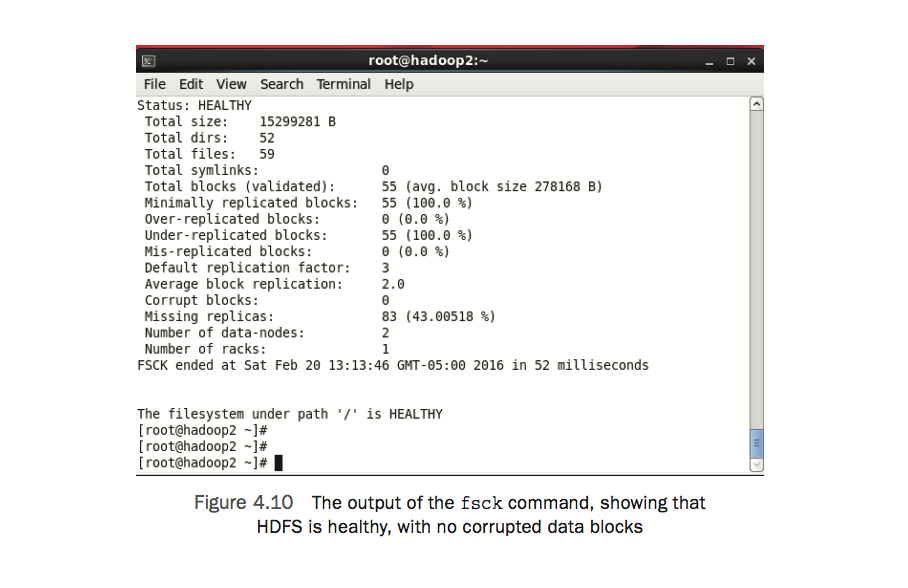 root@hadoop2:~
File Edit View Search Terminal Help
Status: HEALTHY
Total size: 15299281 B
Total dirs: 52
Total files: 59
Total symlinks: 0
Total blocks (validated): 55 (avg. block size 278168 B)
Minimally replicated blocks: 55 (100.0 %)
Over-replicated blocks: 0 (0.0 %)
Under-replicated blocks: 55 (100.0 %)
Mis-replicated blocks: 0 (0.0 %)
Default replication factor: 3
Average block replication: 2.0
Corrupt blocks: 0
Missing replicas: 83 (43.00518 %)
Number of data-nodes: 2
Number of racks: 1
FSCK ended at Sat Feb 20 13:13:46 GMT-05:00 2016 in 52 milliseconds
The filesystem under path '/' is HEALTHY
[root@hadoop2 ~]#
[root@hadoop2 ~]#
[root@hadoop2 ~]#
Figure 4.10 The output of the fsck command, showing that
HDFS is healthy, with no corrupted data blocks